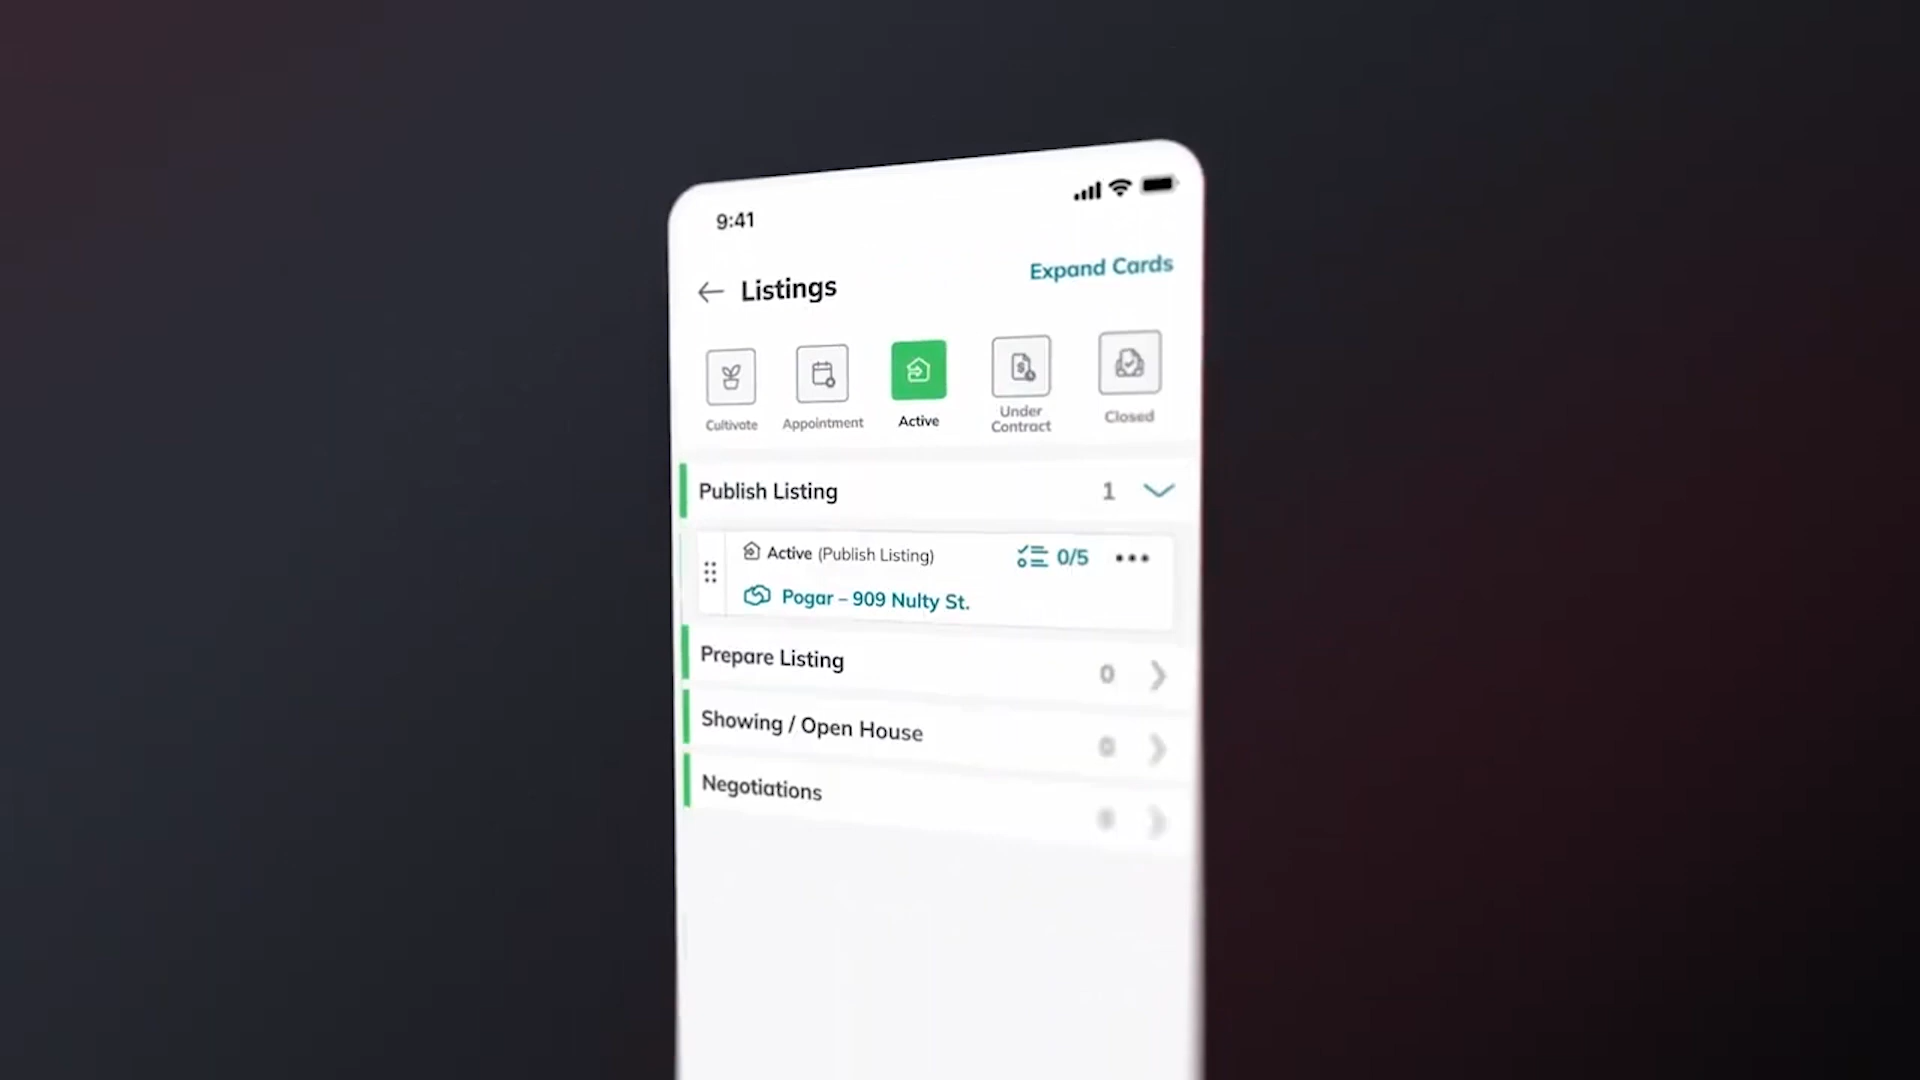 9:41
Expand Cards
Listings
Cultivate
Appointment
Active
Under
Contract
Closed
Publish Listing
1
Active (Publish Listing)
0/5
Pogar – 909 Nulty St.
Prepare Listing
0
Showing / Open House
0
Negotiations